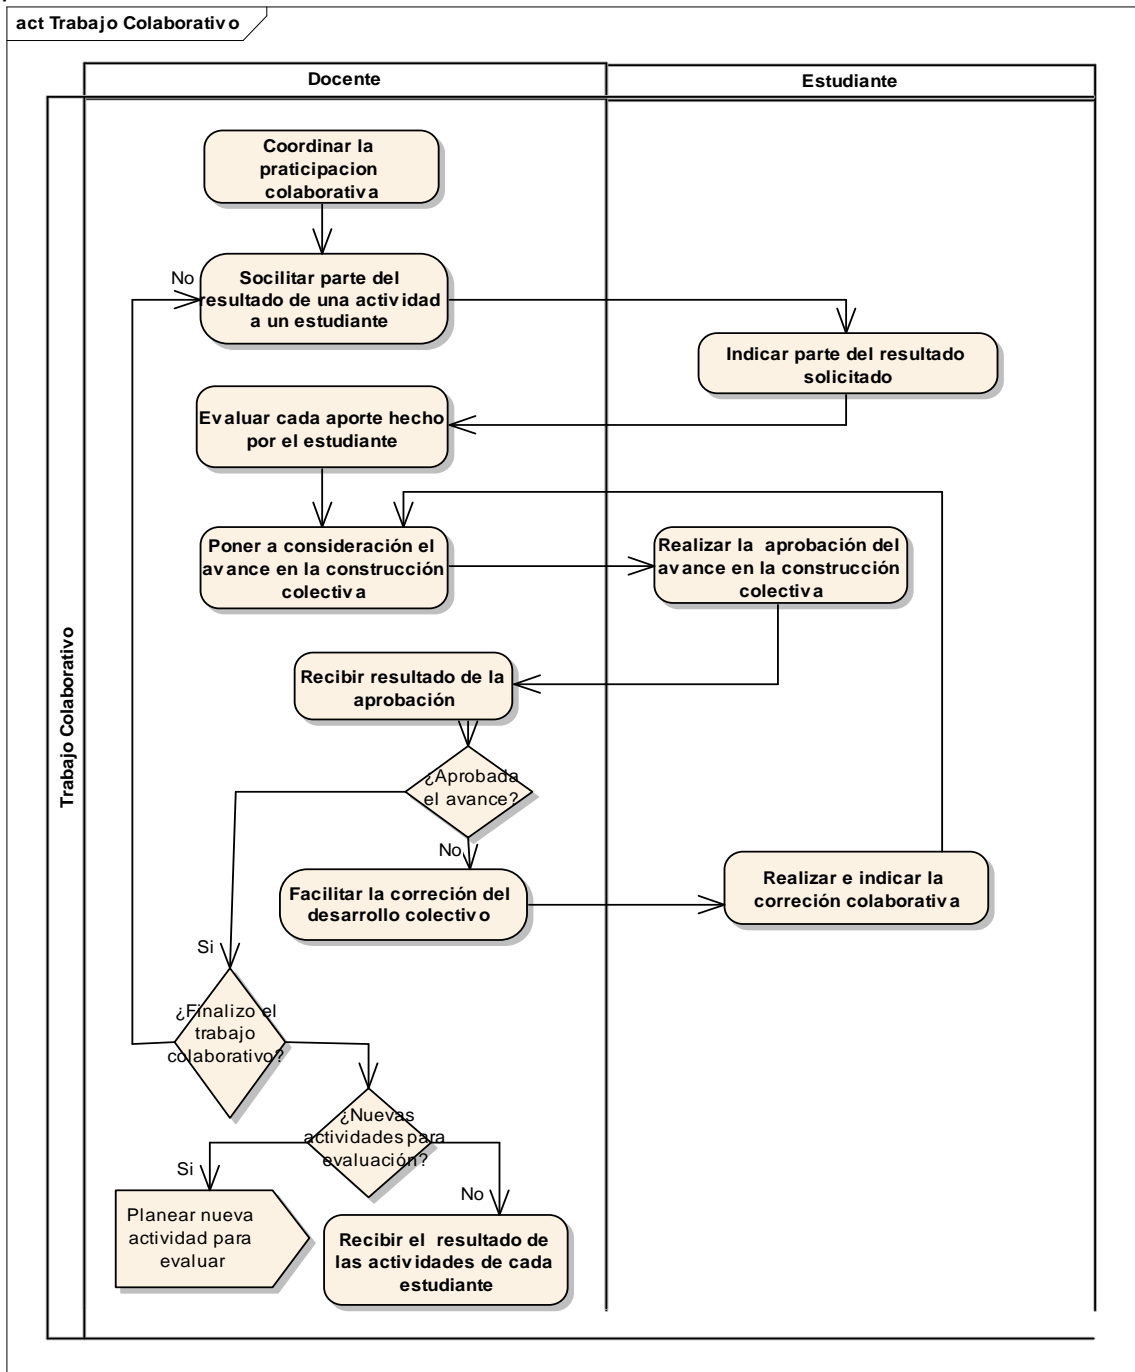 act Trabajo Colaborativo
Docente
Estudiante
Trabajo Colaborativo
Coordinar la
praticipacion
colaborativa
No
Socilitar parte del
resultado de una actividad
a un estudiante
Indicar parte del resultado
solicitado
Evaluar cada aporte hecho
por el estudiante
Poner a consideración el
avance en la construcción
colectiva
Realizar la aprobación del
avance en la construcción
colectiva
Recibir resultado de la
aprobación
¿Aprobada
el avance?
No
Facilitar la correción del
desarrollo colectivo
Realizar e indicar la
correción colaborativa
Si
¿Finalizo el
trabajo
colaborativo?
¿Nuevas
actividades para
evaluación?
Si
No
Planear nueva
actividad para
evaluar
Recibir el resultado de
las actividades de cada
estudiante